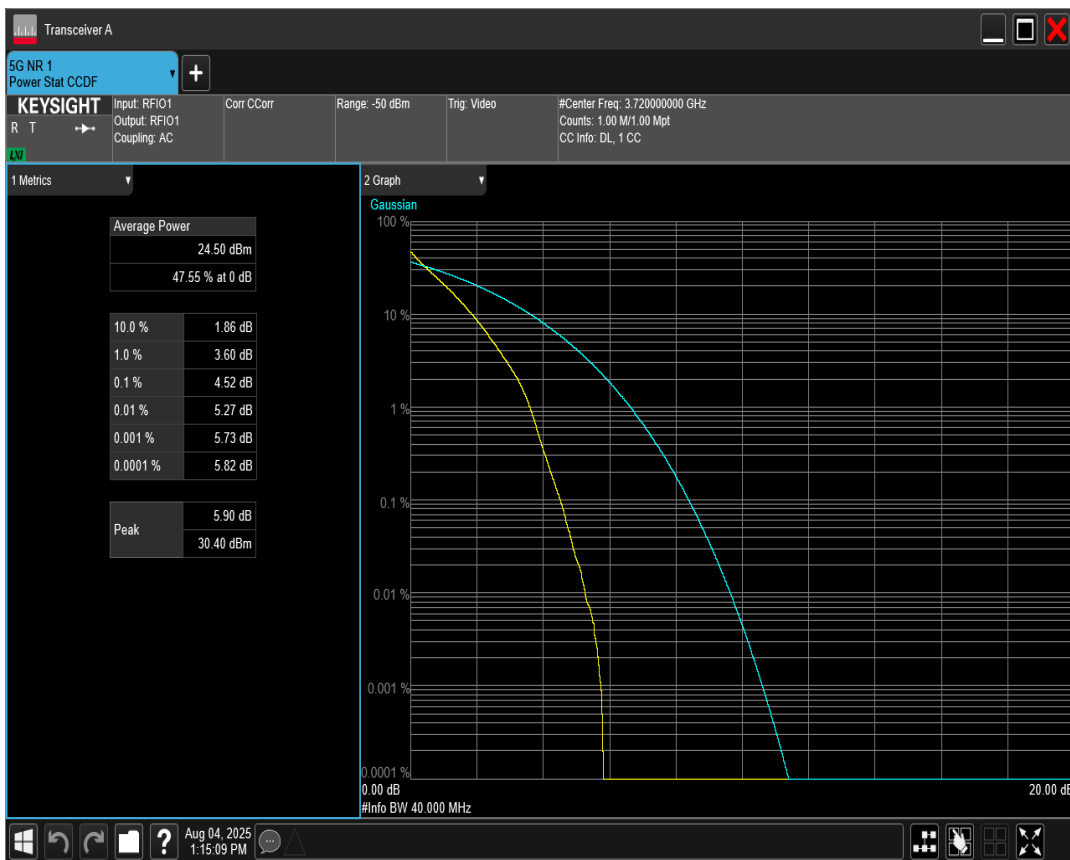 Transceiver A
5G NR 1
Power Stat CCDF
+
KEYSIGHT
R T
LXI
Input: RFIO1
Output: RFIO1
Coupling: AC
Corr CCorr
Range: -50 dBm
Trig: Video
#Center Freq: 3.720000000 GHz
Counts: 1.00 M/1.00 Mpt
CC Info: DL, 1 CC
1 Metrics
Average Power
24.50 dBm
47.55 % at 0 dB
10.0 % 1.86 dB
1.0 % 3.60 dB
0.1 % 4.52 dB
0.01 % 5.27 dB
0.001 % 5.73 dB
0.0001 % 5.82 dB
Peak 5.90 dB
30.40 dBm
2 Graph
Gaussian
100 %
10 %
1 %
0.1 %
0.01 %
0.001 %
0.0001 %
0.00 dB 20.00 dB
#Info BW 40.000 MHz
?
Aug 04, 2025
1:15:09 PM